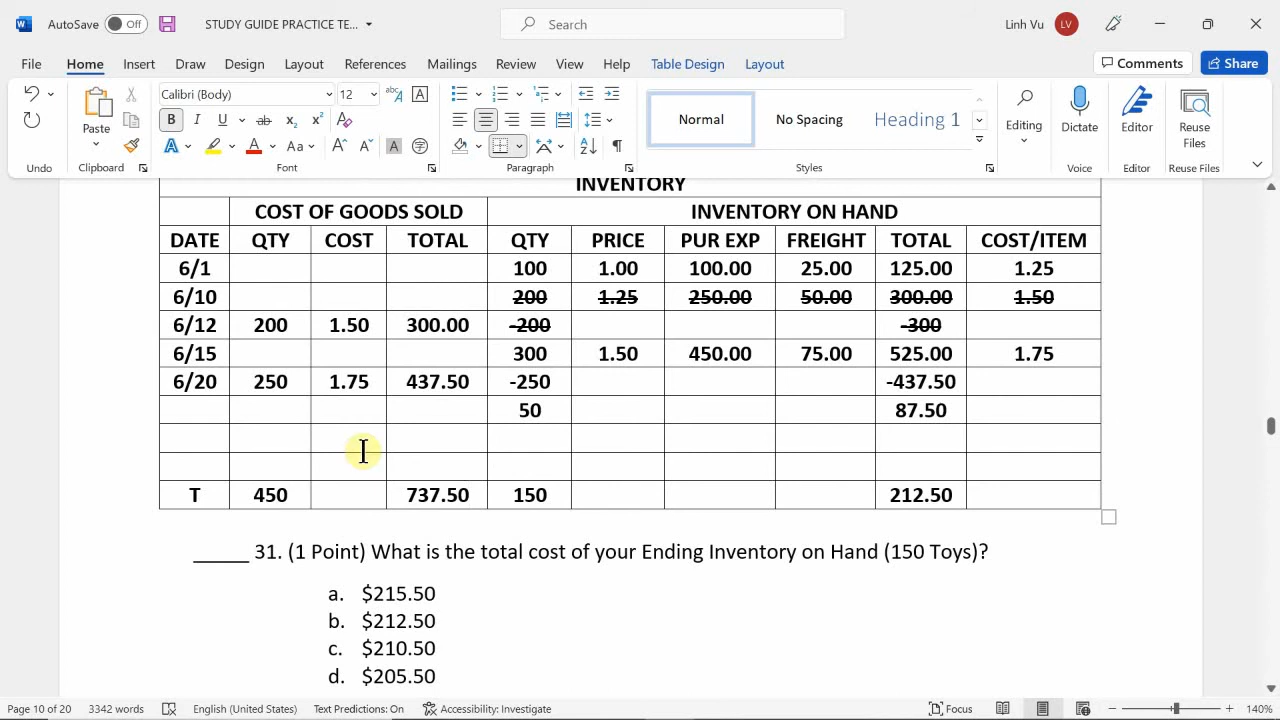 AutoSave Off STUDY GUIDE PRACTICE TE... Search Linh Vu LV
File Home Insert Draw Design Layout References Mailings Review View Help Table Design Layout Comments Share
Calibri (Body) 12
Normal No Spacing Heading 1
Paste
Editing Dictate Editor Reuse Files
Undo Clipboard Font Paragraph Styles Voice Editor Reuse Files
INVENTORY
COST OF GOODS SOLD INVENTORY ON HAND
DATE QTY COST TOTAL QTY PRICE PUR EXP FREIGHT TOTAL COST/ITEM
6/1 100 1.00 100.00 25.00 125.00 1.25
6/10 200 1.25 250.00 50.00 300.00 1.50
6/12 200 1.50 300.00 -200 -300
6/15 300 1.50 450.00 75.00 525.00 1.75
6/20 250 1.75 437.50 -250 -437.50
50 87.50
T 450 737.50 150 212.50
_____ 31. (1 Point) What is the total cost of your Ending Inventory on Hand (150 Toys)?
a. $215.50
b. $212.50
c. $210.50
d. $205.50
Page 10 of 20 3342 words English (United States) Text Predictions: On Accessibility: Investigate Focus 140%